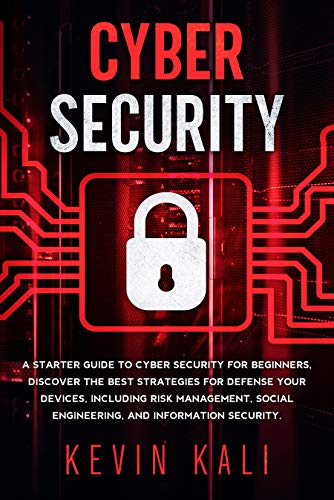 CYBER
SECURITY
A STARTER GUIDE TO CYBER SECURITY FOR BEGINNERS,
DISCOVER THE BEST STRATEGIES FOR DEFENSE YOUR
DEVICES, INCLUDING RISK MANAGEMENT, SOCIAL
ENGINEERING, AND INFORMATION SECURITY.
KEVIN KALI